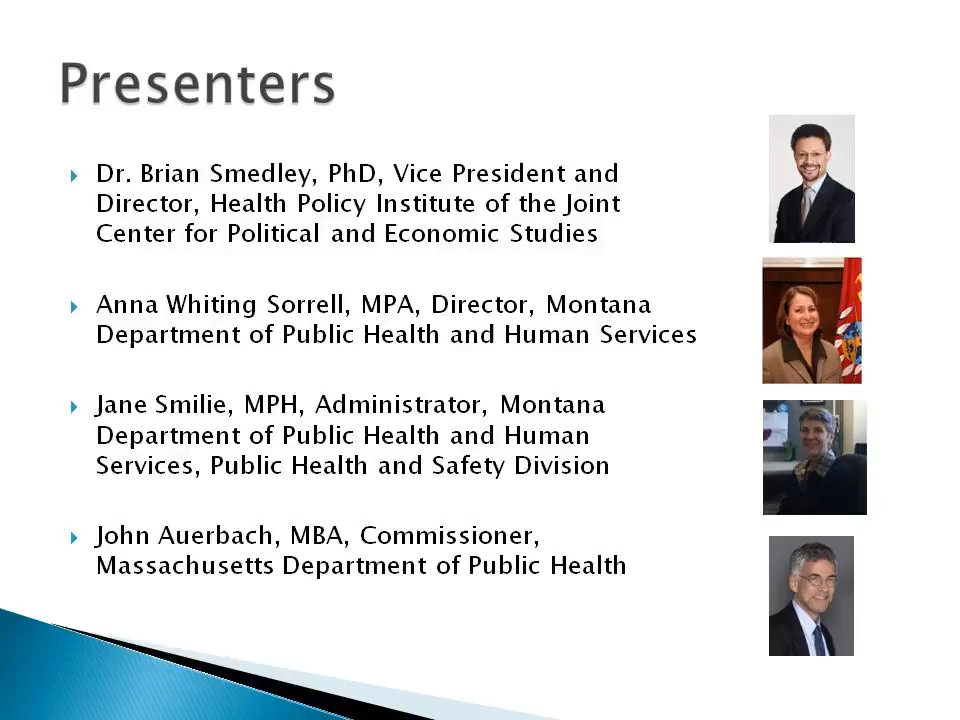 Presenters
Dr. Brian Smedley, PhD, Vice President and
Director, Health Policy Institute of the Joint
Center for Political and Economic Studies
Anna Whiting Sorrell, MPA, Director, Montana
Department of Public Health and Human Services
Jane Smilie, MPH, Administrator, Montana
Department of Public Health and Human
Services, Public Health and Safety Division
John Auerbach, MBA, Commissioner,
Massachusetts Department of Public Health